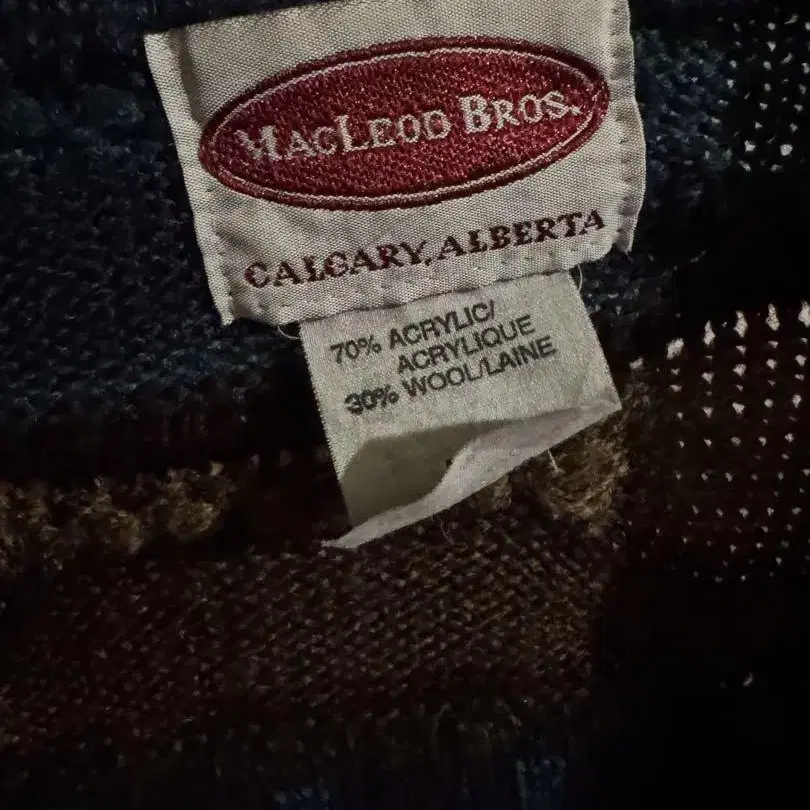 MACLEOD BROS.
CALGARY, ALBERTA
70% ACRYLIC/
ACRYLIQUE
30% WOOL/LAINE